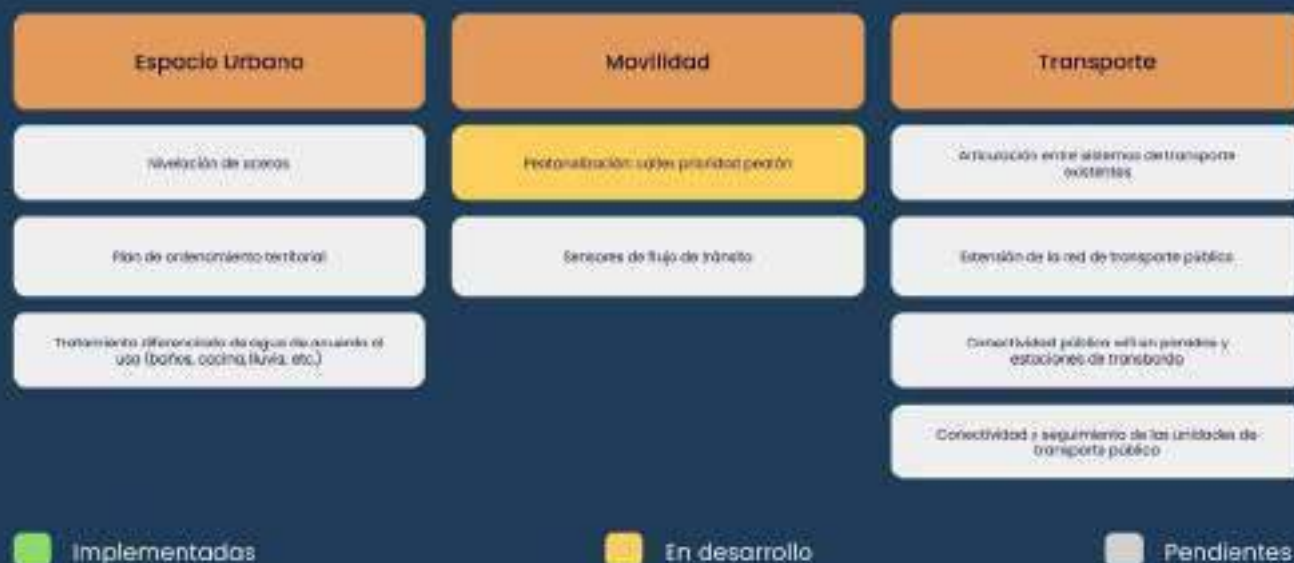 Espacio Urbano
Movilidad
Transporte
Nivelación de aceras
Peatonalización: calles prioridad peatón
Articulación entre sistemas de transporte
existentes
Plan de ordenamiento territorial
Sensores de flujo de tránsito
Extensión de la red de transporte público
Tratamiento diferenciado de agua de acuerdo al
uso (baños, cocina, lluvia, etc.)
Conectividad pública wifi en paradas y
estaciones de transbordo
Conectividad y seguimiento de las unidades de
transporte público
Implementadas
En desarrollo
Pendientes